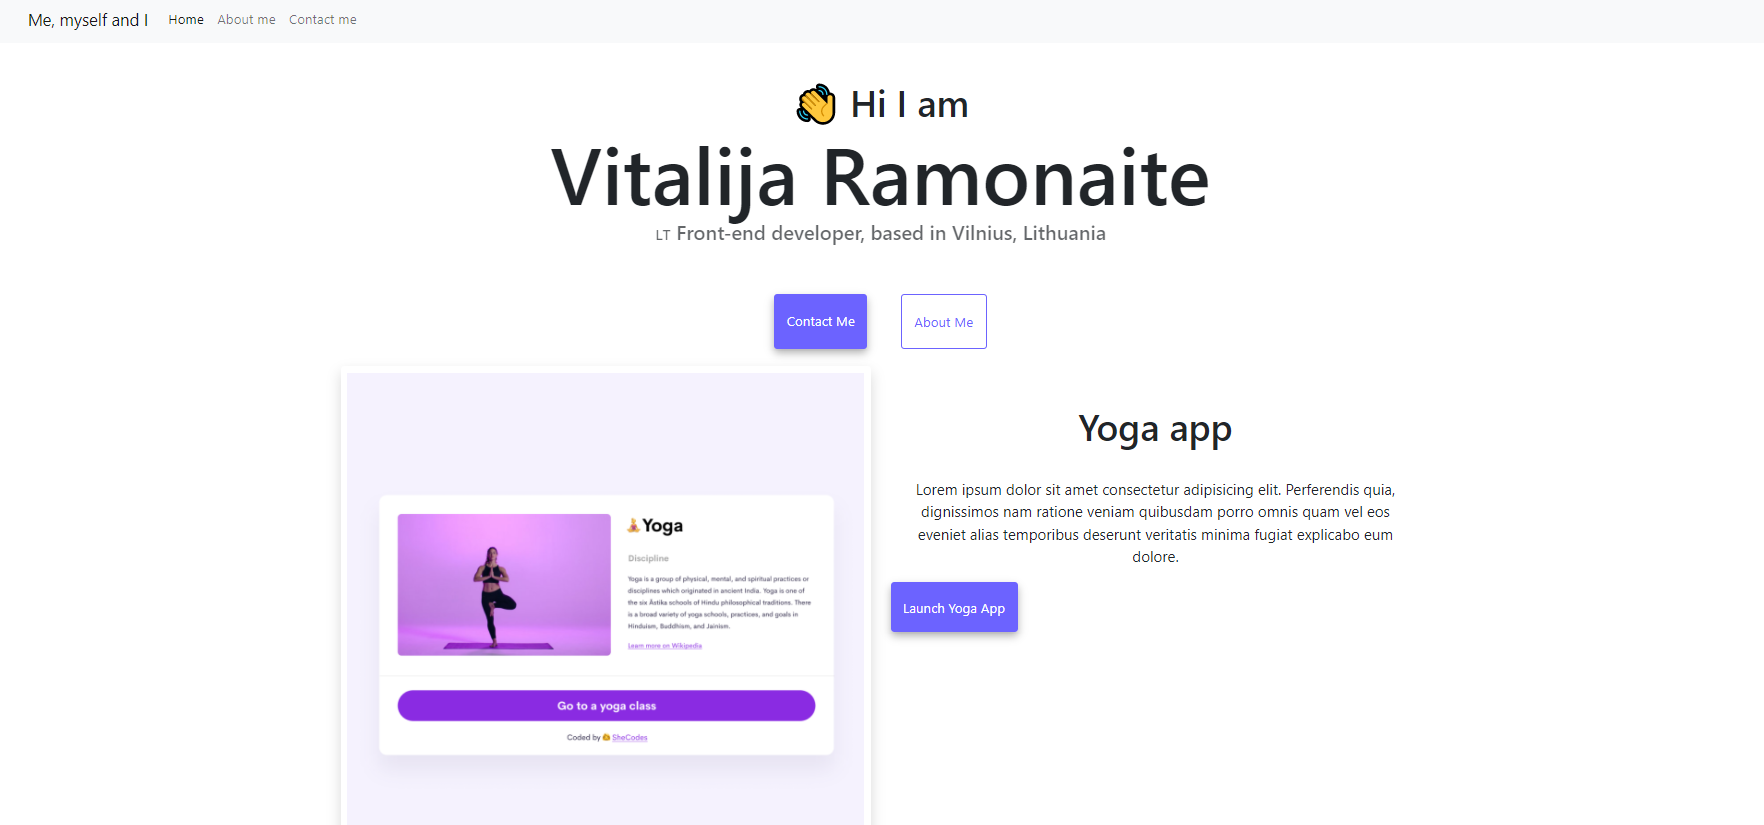 Me, myself and I Home About me Contact me
👋 Hi I am
Vitalija Ramonaite
LT Front-end developer, based in Vilnius, Lithuania
Contact Me About Me
Yoga
Discipline
Yoga is a group of physical, mental, and spiritual practices or
disciplines which originated in ancient India. Yoga is one of
the six Āstika schools of Hindu philosophical traditions. There
is a broad variety of yoga schools, practices, and goals in
Hinduism, Buddhism, and Jainism.
Learn more on Wikipedia
Go to a yoga class
Coded by SheCodes
Yoga app
Lorem ipsum dolor sit amet consectetur adipisicing elit. Perferendis quia,
dignissimos nam ratione veniam quibusdam porro omnis quam vel eos
eveniet alias temporibus deserunt veritatis minima fugiat explicabo eum
dolore.
Launch Yoga App